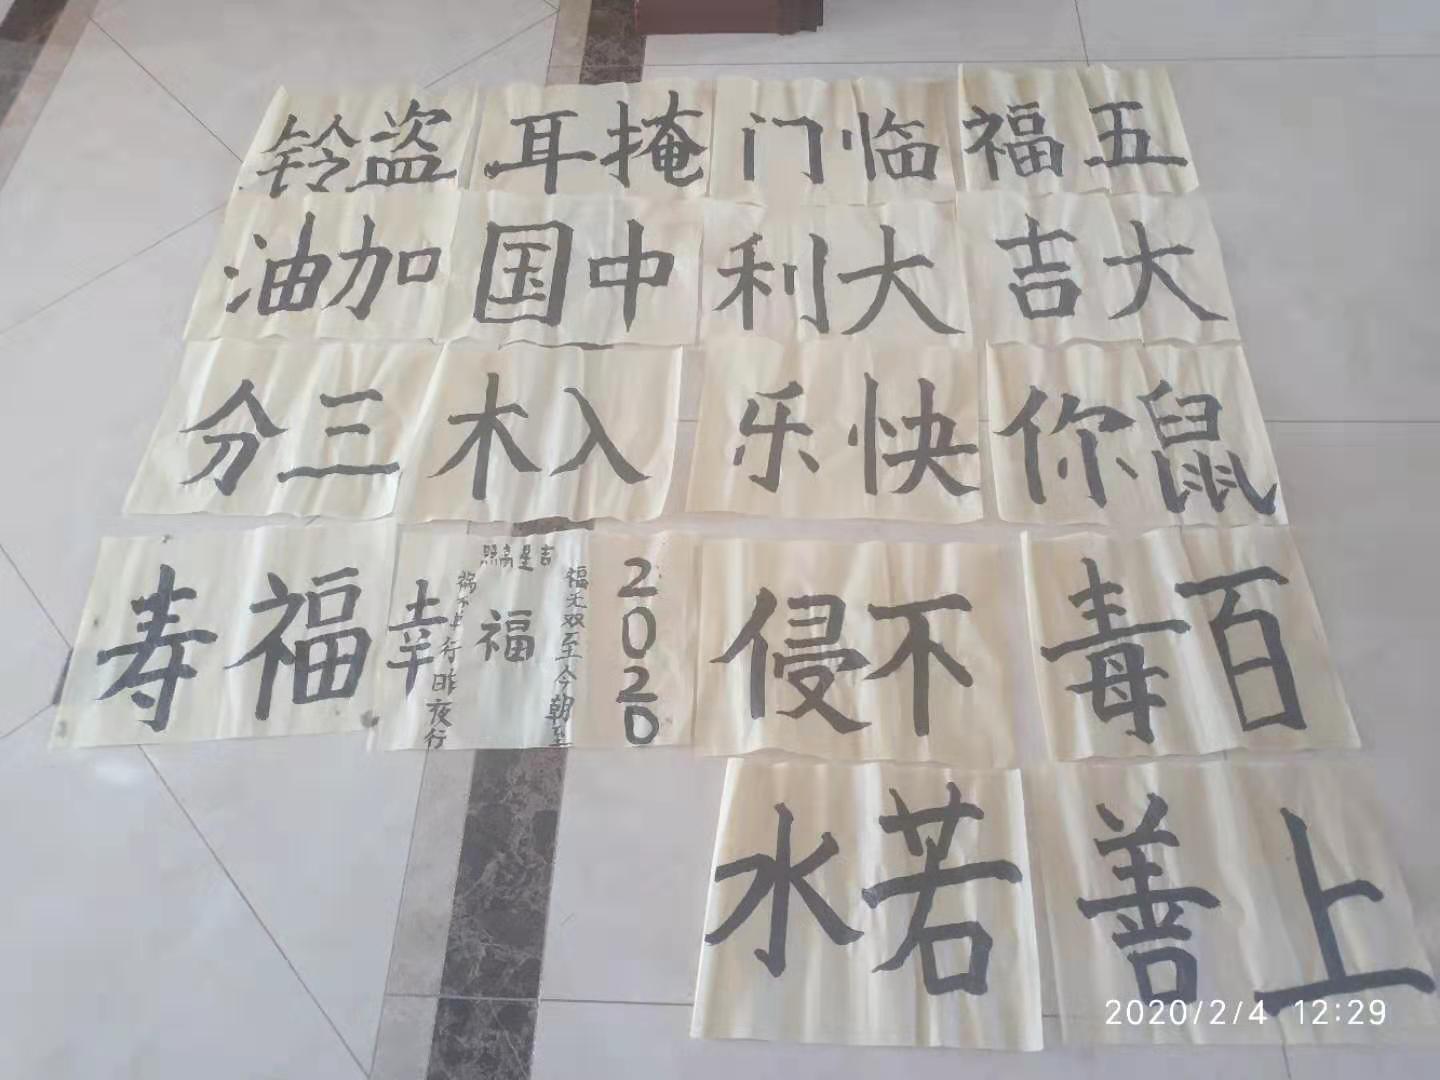 五福临门掩耳盗铃
大吉大利中国加油
鼠你快乐入木三分
百毒不侵
2020
吉星高照
福无双至今朝至
福
祸不 昨夜行
福寿
上善若水
2020/2/4 12:29